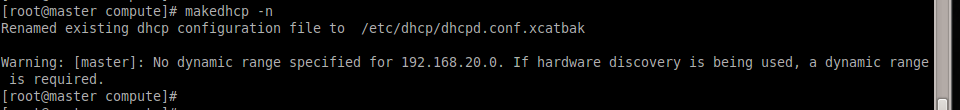 [root@master compute]# makedhcp -n
Renamed existing dhcp configuration file to  /etc/dhcp/dhcpd.conf.xcatbak

Warning: [master]: No dynamic range specified for 192.168.20.0. If hardware discovery is being used, a dynamic range
 is required.
[root@master compute]#